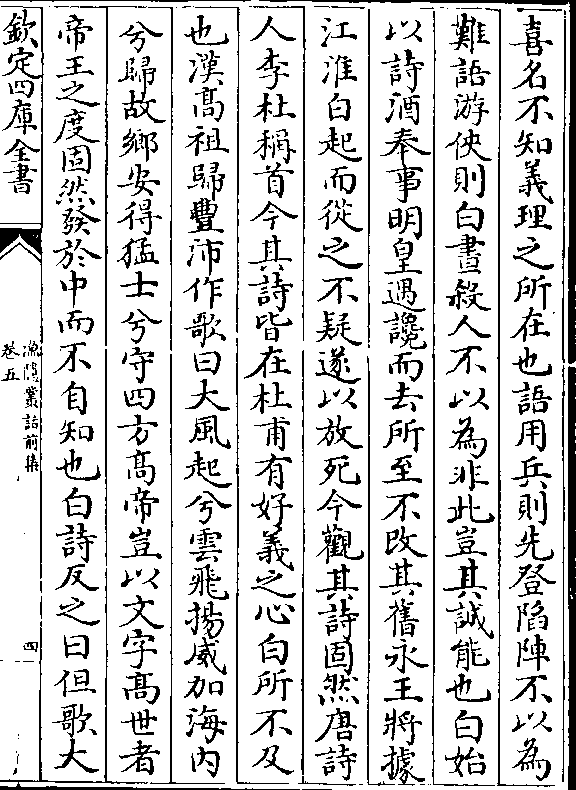 喜名不知義理之所在也語用兵則先登陷陣不以為
難語游俠則白晝殺人不以為非此豈其誠能也白始
以詩酒奉事明皇遇讒而去所至不改其舊永王將據
江淮白起而從之不疑遂以放死今觀其詩固然唐詩
人李杜稱首今其詩皆在杜甫有好義之心白所不及
也漢髙祖歸豐沛作歌曰大風起兮雲飛揚威加海内
兮歸故鄉安得猛士兮守四方髙帝豈以文字髙世者
帝王之度固然發於中而不自知也白詩反之曰但歌大
欽定四庫全書
漁隱叢話前集
卷五
四